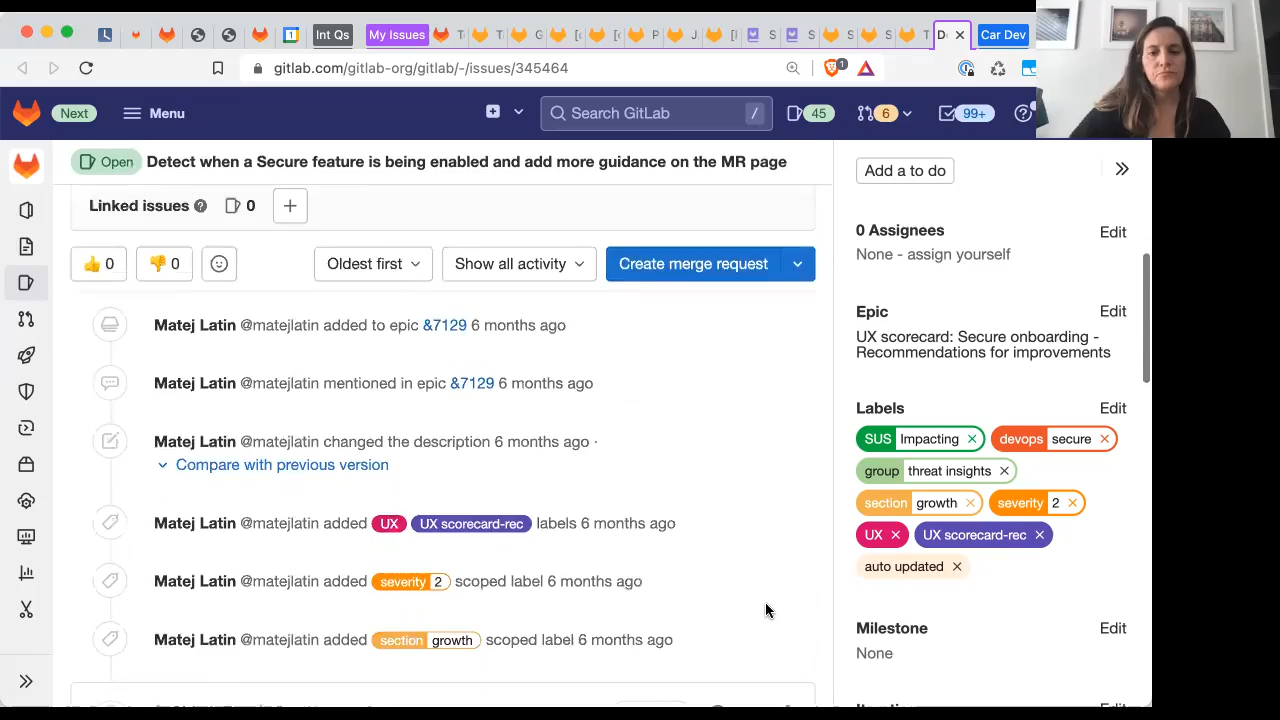 Int Qs
My Issues
Car Dev
gitlab.com/gitlab-org/gitlab/-/issues/345464
1
Next
Menu
Search GitLab
/
45
6
99+
Open
Detect when a Secure feature is being enabled and add more guidance on the MR page
Linked issues
0
0
0
Oldest first
Show all activity
Create merge request
Matej Latin @matejlatin added to epic &7129 6 months ago
Matej Latin @matejlatin mentioned in epic &7129 6 months ago
Matej Latin @matejlatin changed the description 6 months ago ·
Compare with previous version
Matej Latin @matejlatin added UX UX scorecard-rec labels 6 months ago
Matej Latin @matejlatin added severity 2 scoped label 6 months ago
Matej Latin @matejlatin added section growth scoped label 6 months ago
Add a to do
0 Assignees
Edit
None - assign yourself
Epic
Edit
UX scorecard: Secure onboarding -
Recommendations for improvements
Labels
Edit
SUS Impacting
devops secure
group threat insights
section growth
severity 2
UX
UX scorecard-rec
auto updated
Milestone
Edit
None